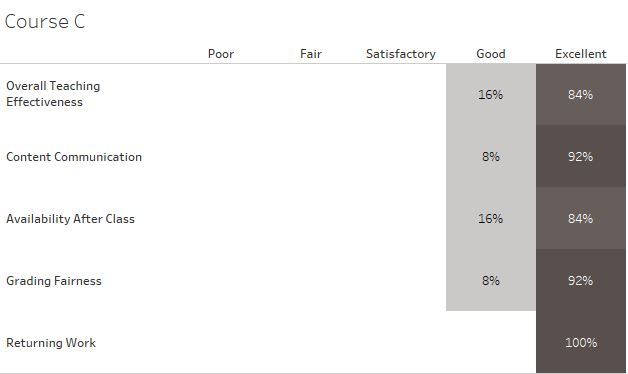 Course C
Poor Fair Satisfactory Good Excellent
Overall Teaching
Effectiveness
16% 84%
Content Communication 8% 92%
Availability After Class 16% 84%
Grading Fairness 8% 92%
Returning Work 100%